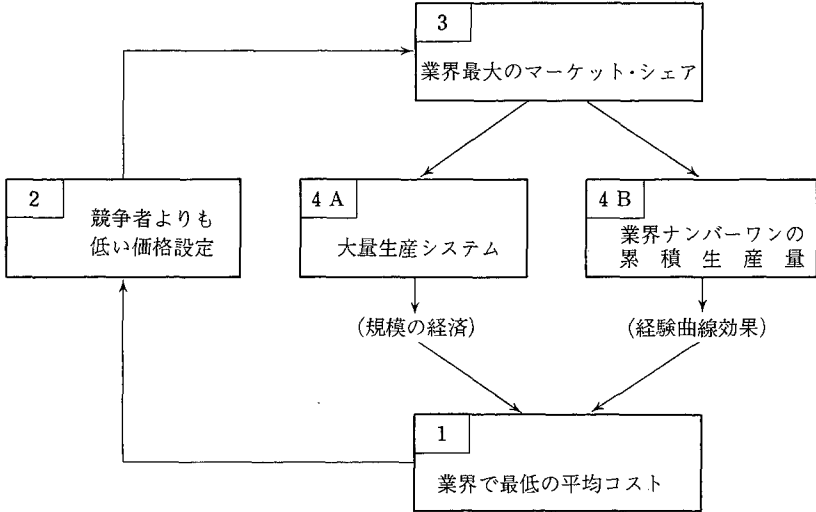 3
業界最大のマーケット・シェア
2
競争者よりも
低い価格設定
4 A
大量生産システム
4 B
業界ナンバーワンの
累積生産量
(規模の経済)
(経験曲線効果)
1
業界で最低の平均コスト